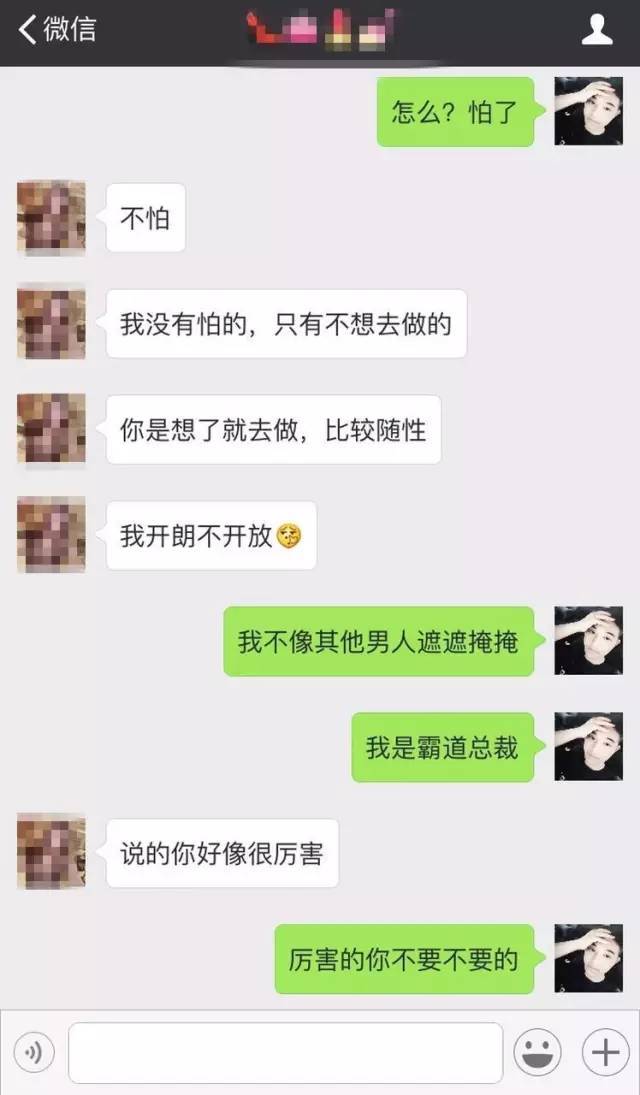 微信
怎么？怕了
不怕
我没有怕的，只有不想去做的
你是想了就去做，比较随性
我开朗不开放
我不像其他男人遮遮掩掩
我是霸道总裁
说的你好像很厉害
厉害的你不要不要的